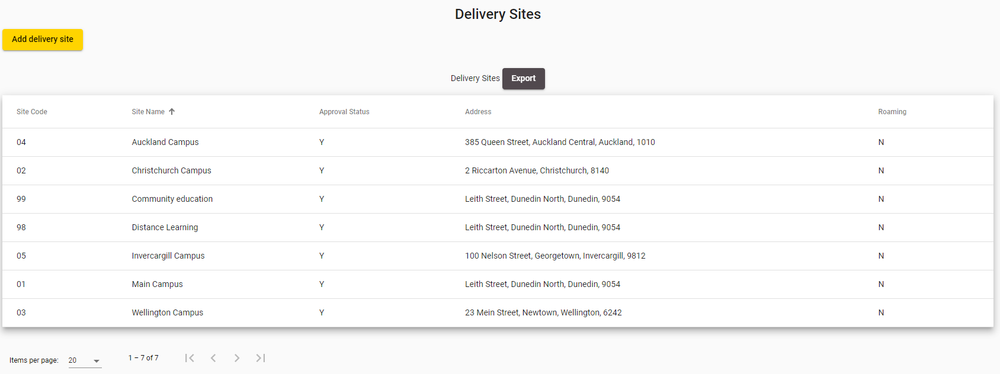 Delivery Sites
Add delivery site
Delivery Sites Export
Site Code Site Name Approval Status Address Roaming
04 Auckland Campus Y 385 Queen Street, Auckland Central, Auckland, 1010 N
02 Christchurch Campus Y 2 Riccarton Avenue, Christchurch, 8140 N
99 Community education Y Leith Street, Dunedin North, Dunedin, 9054 N
98 Distance Learning Y Leith Street, Dunedin North, Dunedin, 9054 N
05 Invercargill Campus Y 100 Nelson Street, Georgetown, Invercargill, 9812 N
01 Main Campus Y Leith Street, Dunedin North, Dunedin, 9054 N
03 Wellington Campus Y 23 Mein Street, Newtown, Wellington, 6242 N
Items per page: 20 1 – 7 of 7